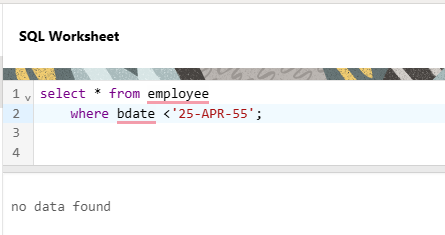 SQL Worksheet
1 select * from employee
2 where bdate <'25-APR-55';
3
4
no data found